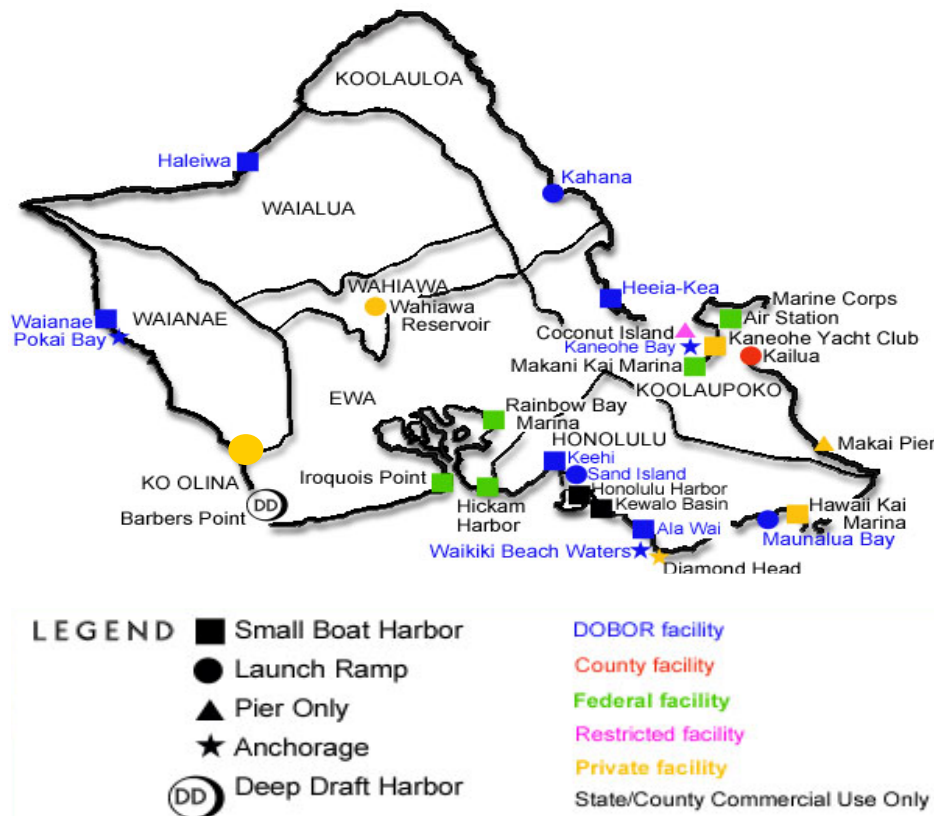 KOOLAULOA
Haleiwa
Kahana
WAIALUA
WAHIAWA
Wahiawa
Reservoir
Heeia-Kea
Marine Corps
Air Station
Waianae
Pokai Bay
WAIANAE
Coconut Island
Kaneohe Bay
Kaneohe Yacht Club
Kailua
Makani Kai Marina
KOOLAUPOKO
EWA
Rainbow Bay
Marina
HONOLULU
Makai Pier
Keehi
KO OLINA
Iroquois Point
Sand Island
Honolulu Harbor
Kewalo Basin
Barbers Point
DD
Hickam
Harbor
Hawaii Kai
Marina
Ala Wai
Maunalua Bay
Waikiki Beach Waters
Diamond Head
LEGEND
Small Boat Harbor
Launch Ramp
Pier Only
Anchorage
DD Deep Draft Harbor
DOBOR facility
County facility
Federal facility
Restricted facility
Private facility
State/County Commercial Use Only